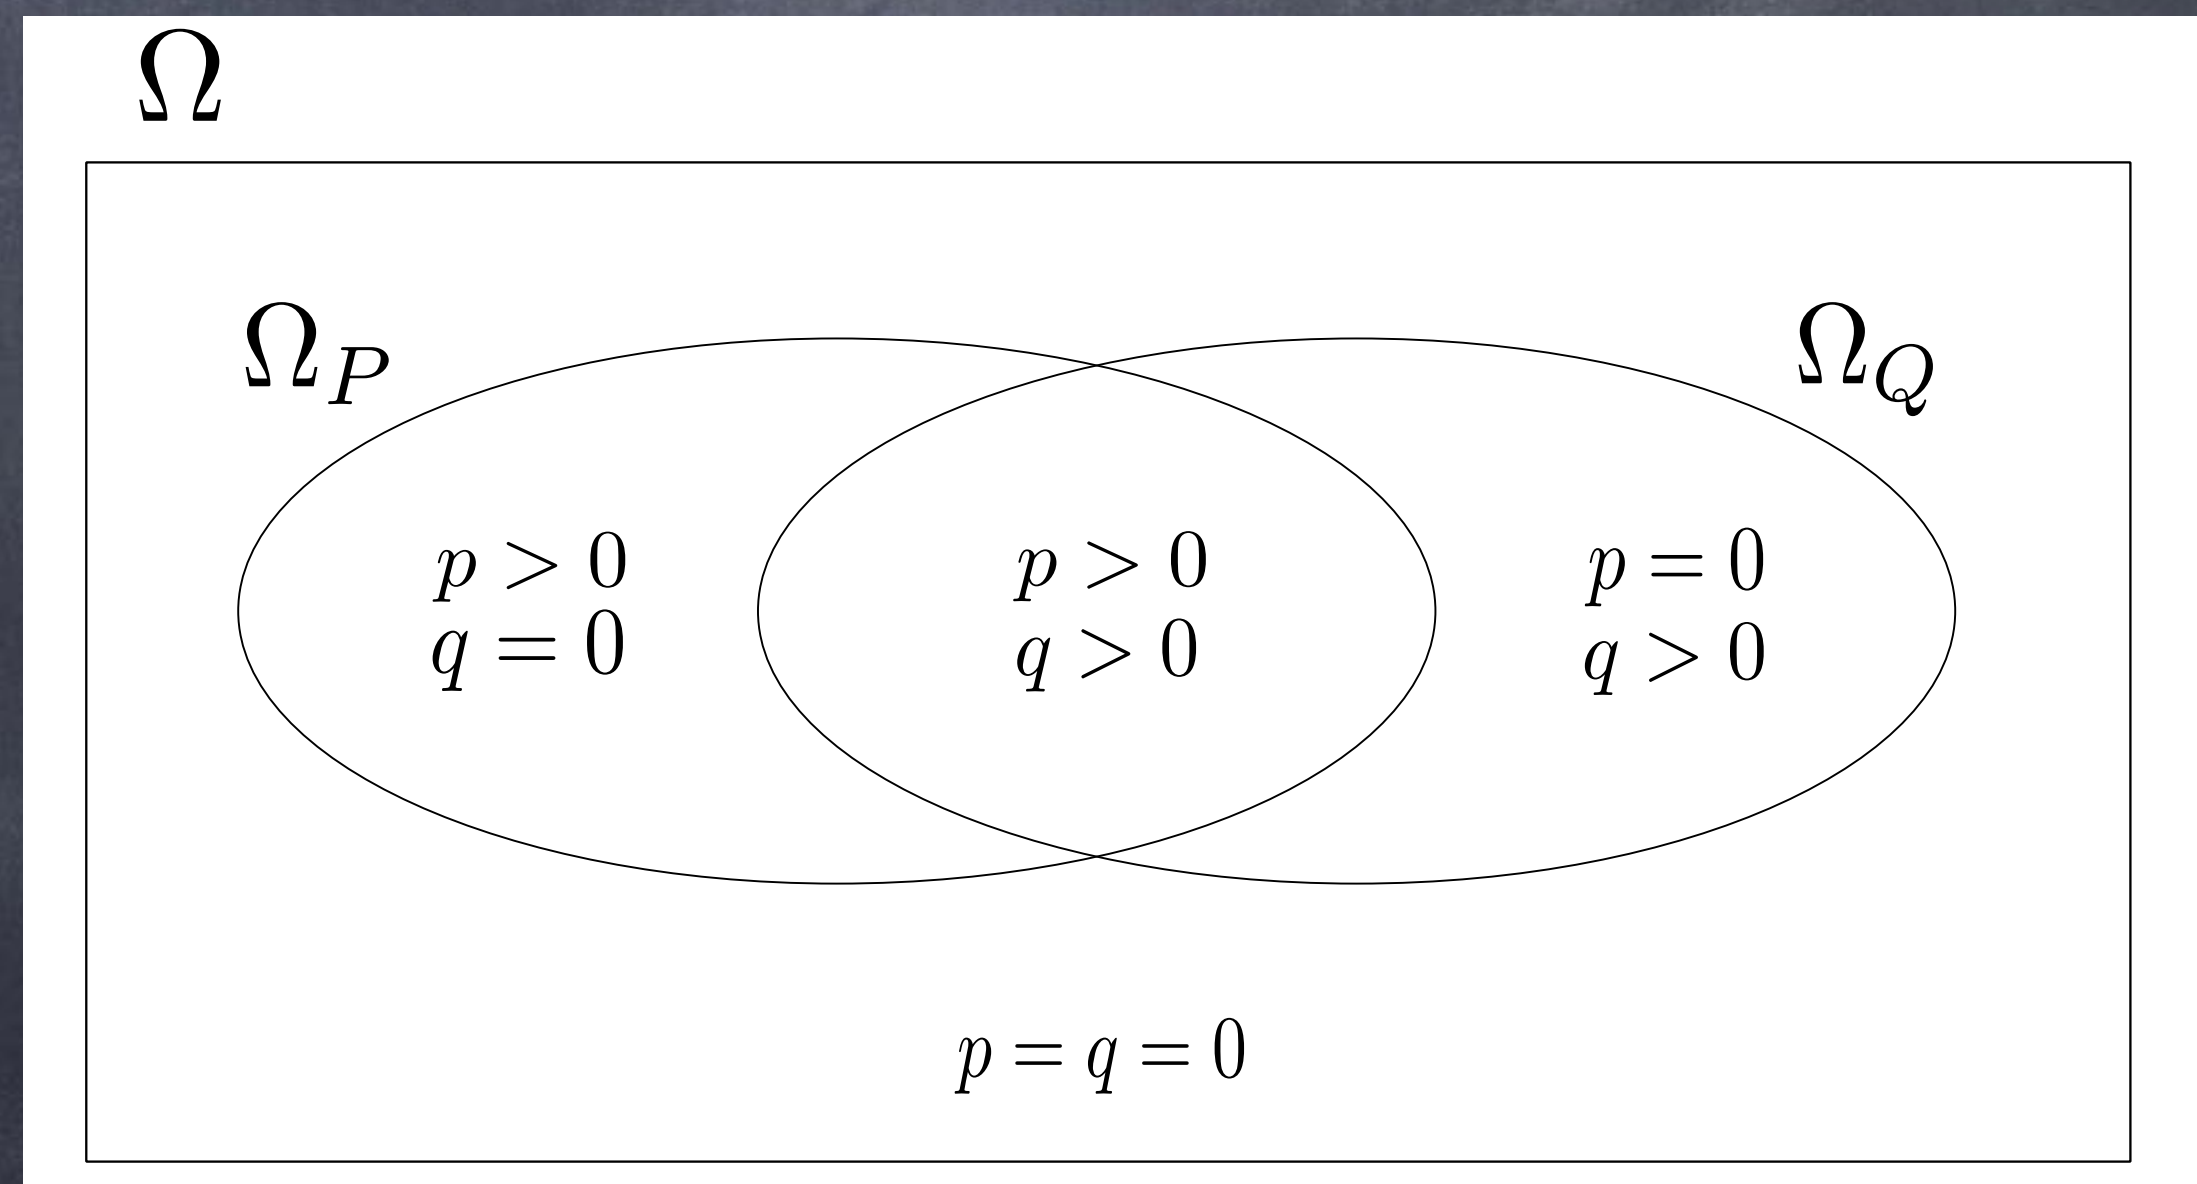 Ω
Ω_P
Ω_Q
p > 0
q = 0
p > 0
q > 0
p = 0
q > 0
p = q = 0